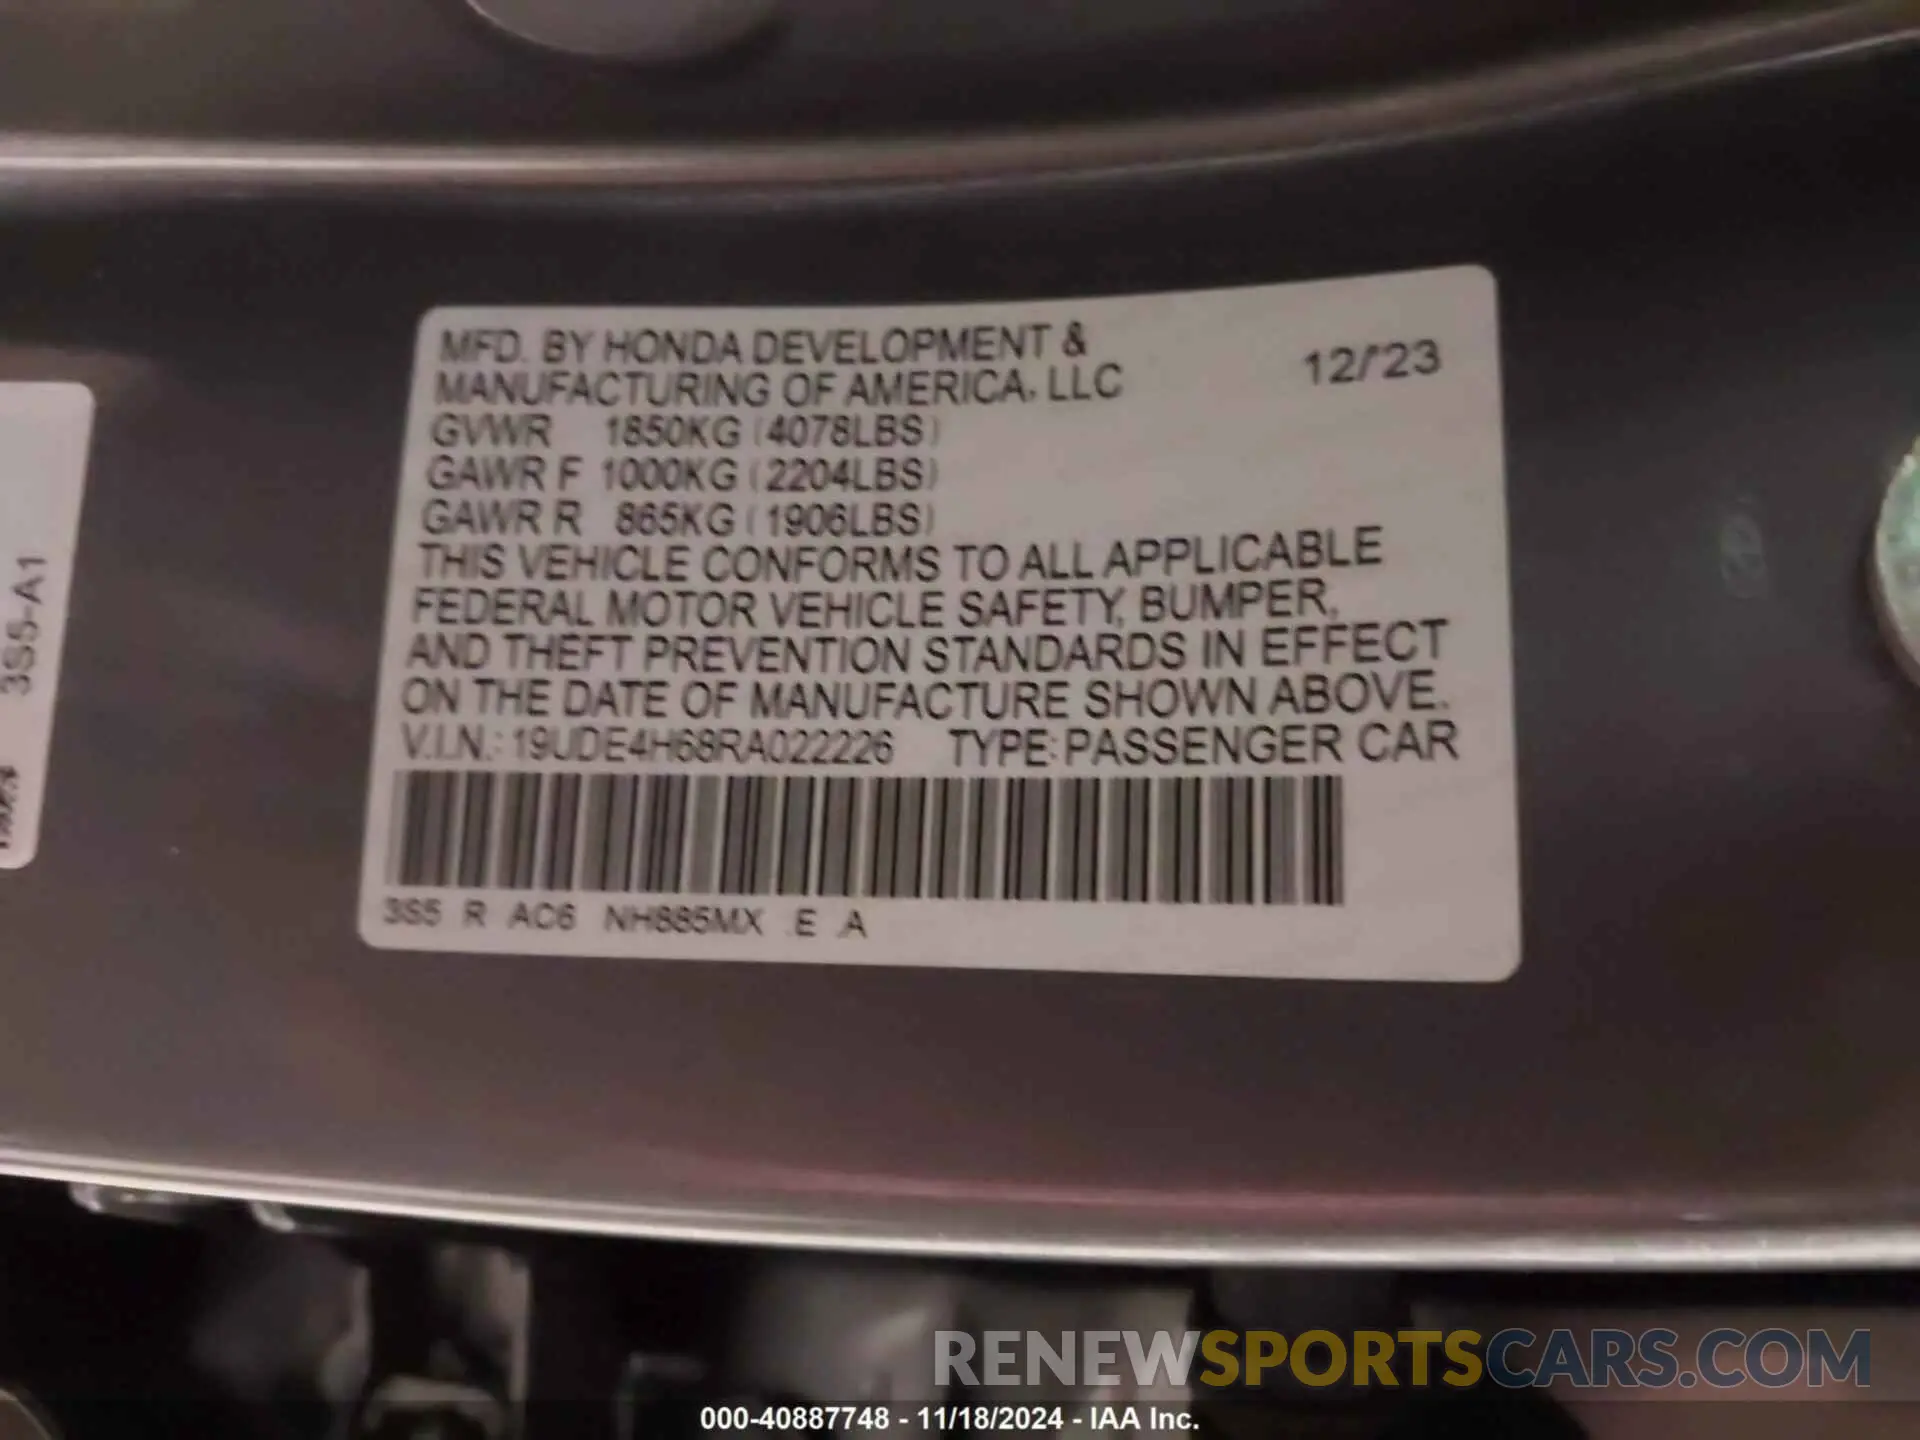 MFD. BY HONDA DEVELOPMENT &
MANUFACTURING OF AMERICA, LLC 12/'23
GVWR 1850KG (4078LBS)
GAWR F 1000KG (2204LBS)
GAWR R 865KG (1906LBS)
THIS VEHICLE CONFORMS TO ALL APPLICABLE
FEDERAL MOTOR VEHICLE SAFETY, BUMPER,
AND THEFT PREVENTION STANDARDS IN EFFECT
ON THE DATE OF MANUFACTURE SHOWN ABOVE.
V.I.N.: 19UDE4H68RA022226 TYPE: PASSENGER CAR
3S5 R AC6 NH885MX E A
3S5-A1
RENEWSPORTSCARS.COM
000-40887748 - 11/18/2024 - IAA Inc.